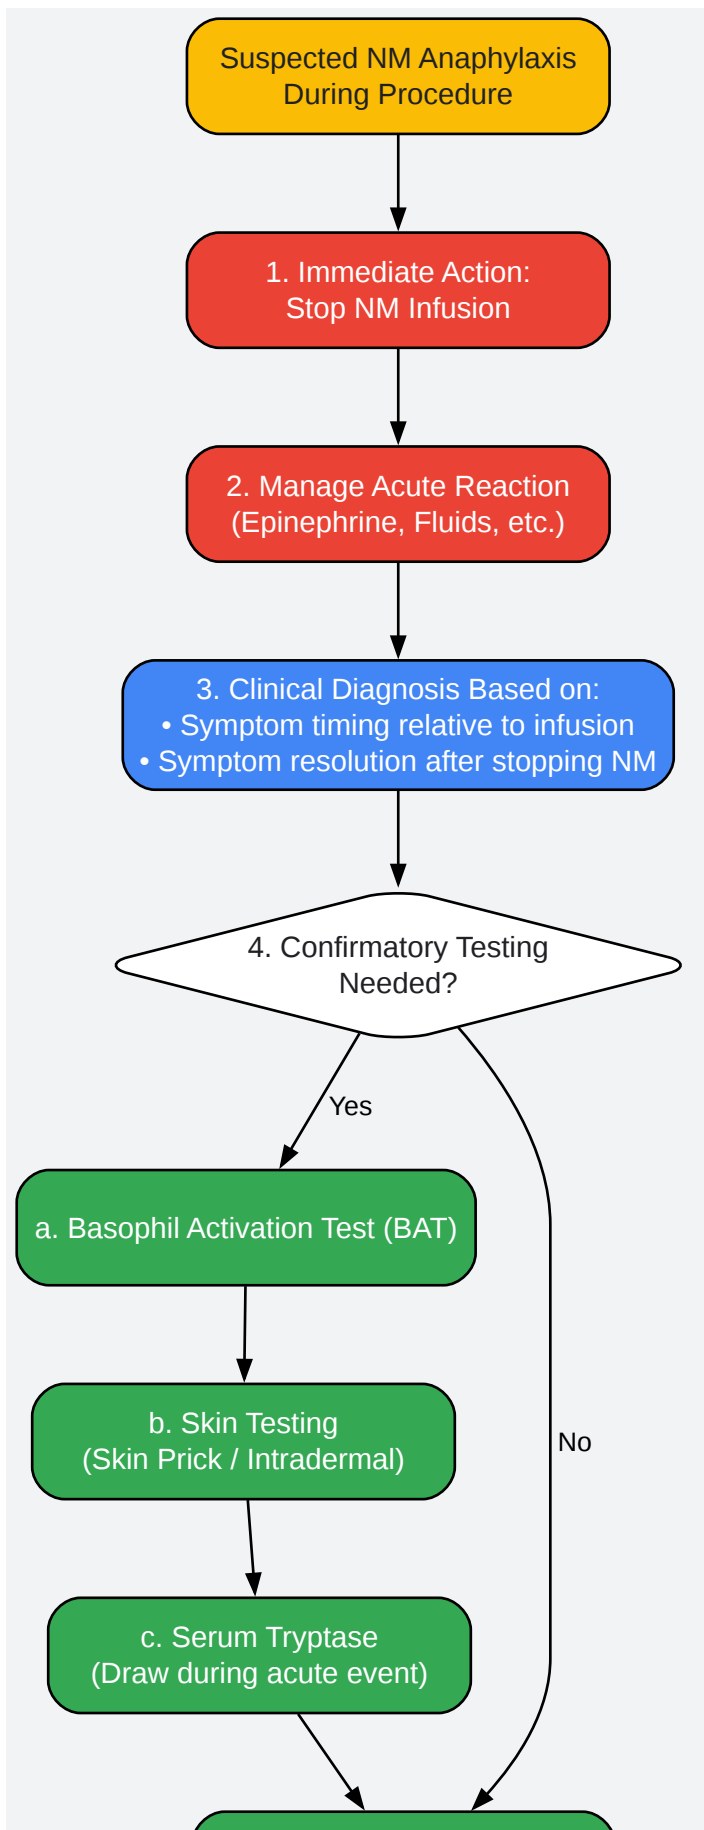 Suspected NM Anaphylaxis
During Procedure
1. Immediate Action:
Stop NM Infusion
2. Manage Acute Reaction
(Epinephrine, Fluids, etc.)
3. Clinical Diagnosis Based on:
• Symptom timing relative to infusion
• Symptom resolution after stopping NM
4. Confirmatory Testing
Needed?
Yes
a. Basophil Activation Test (BAT)
b. Skin Testing
(Skin Prick / Intradermal)
No
c. Serum Tryptase
(Draw during acute event)